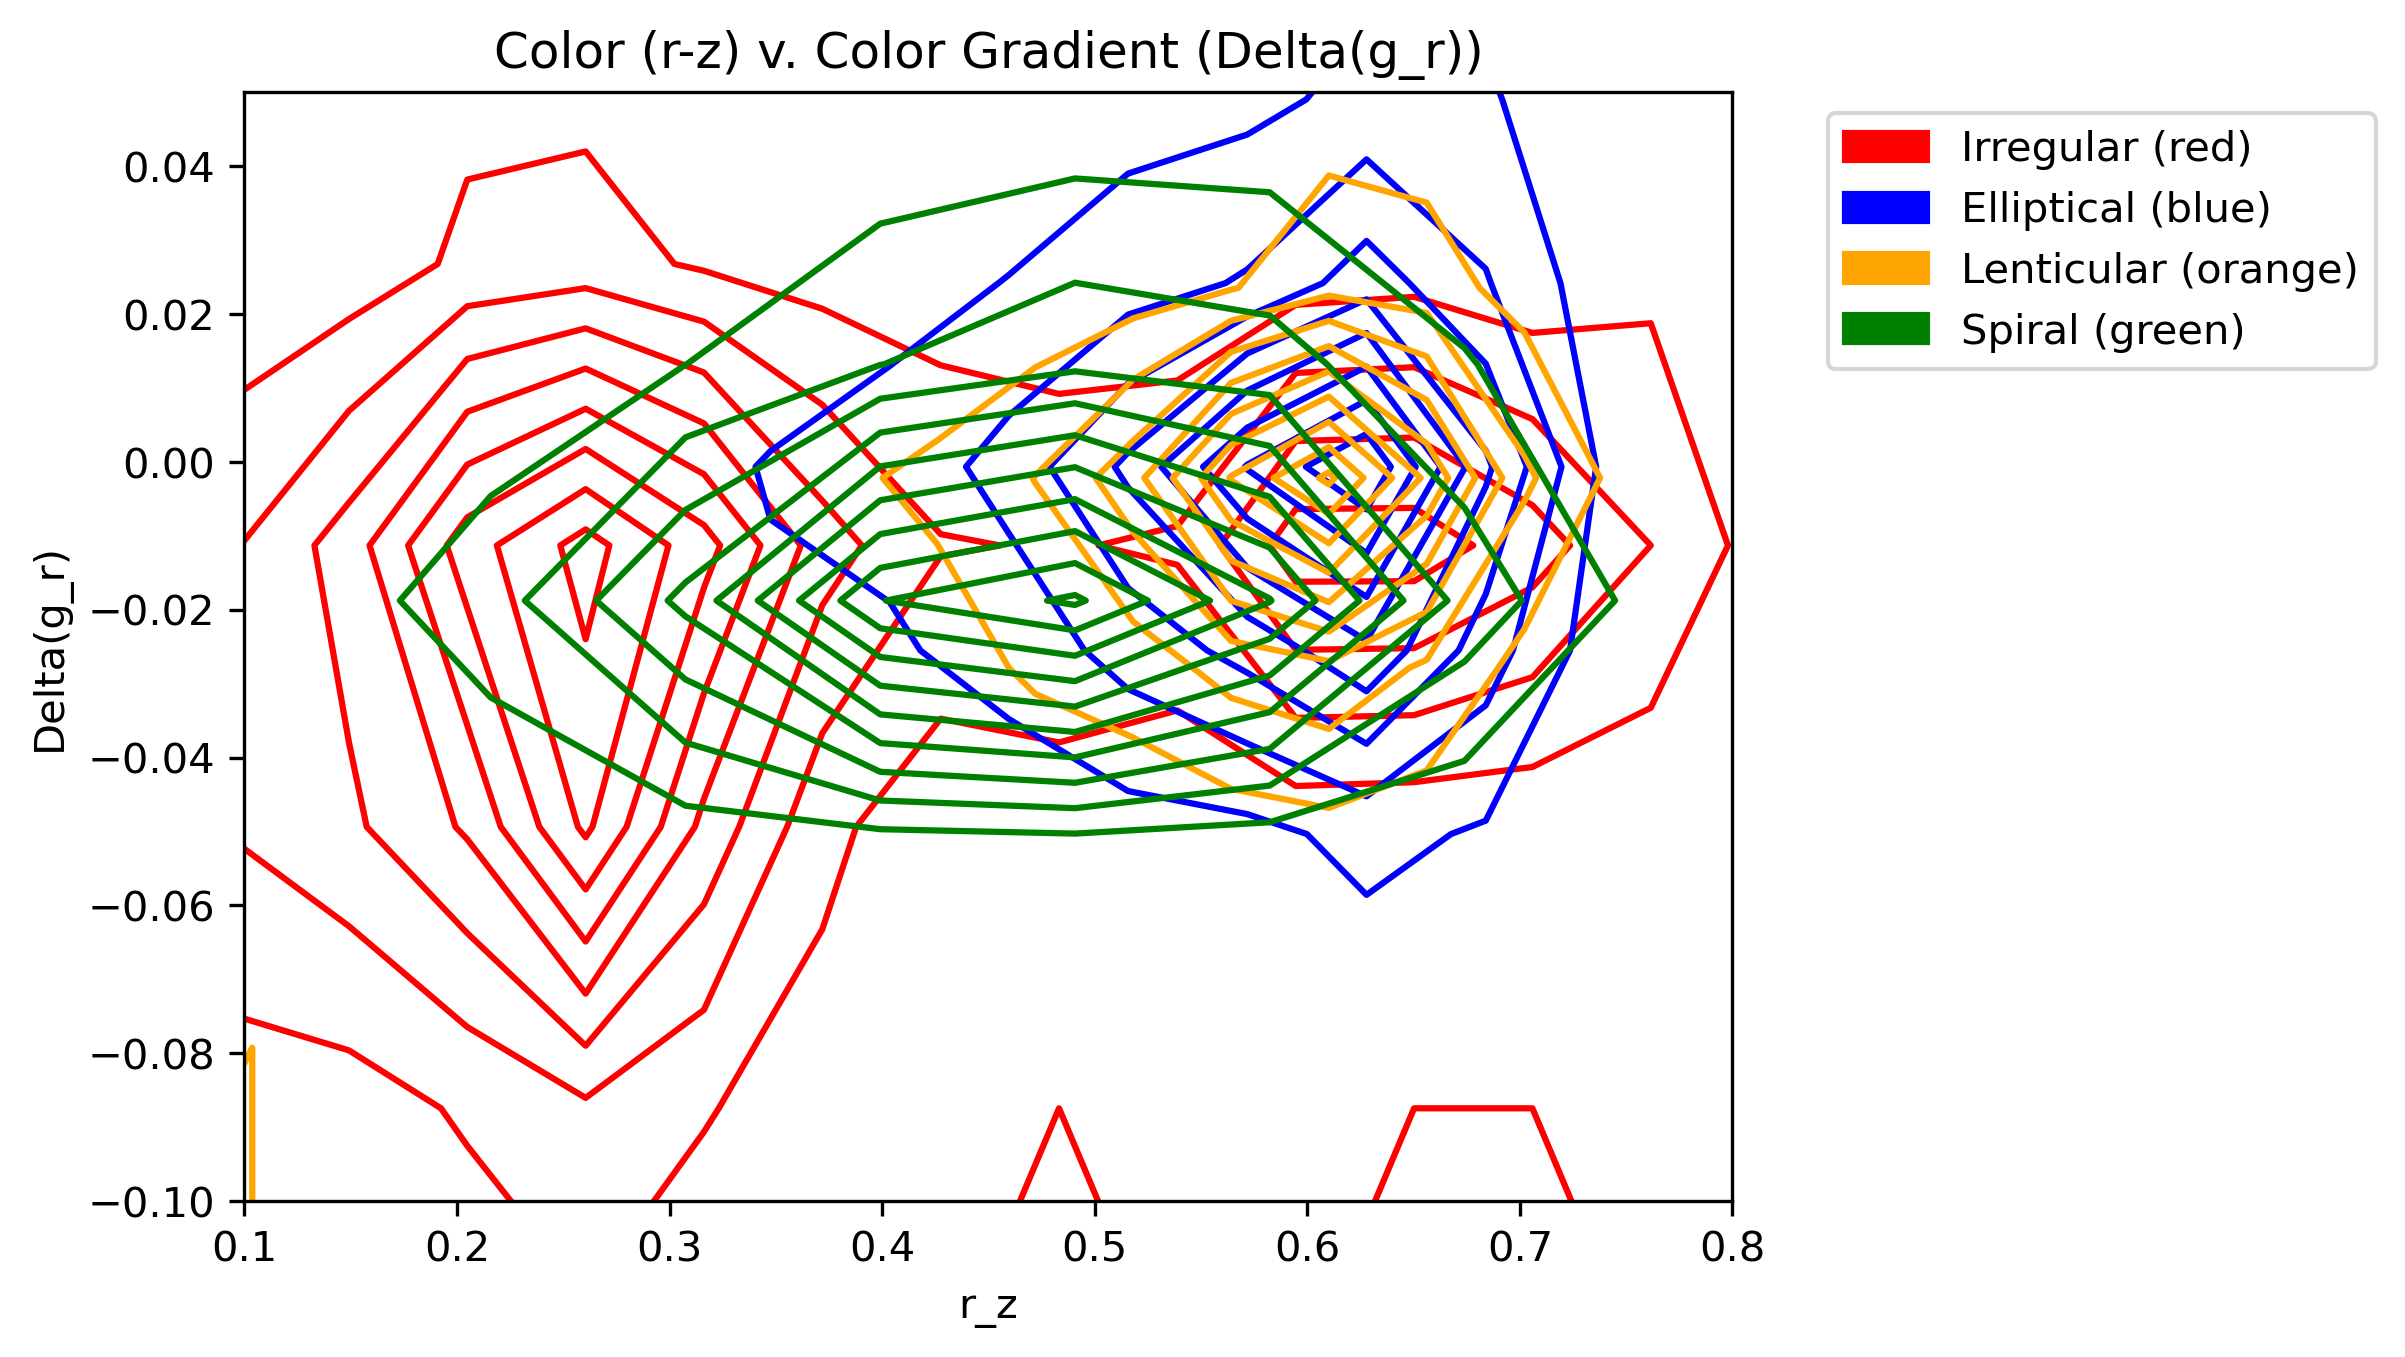 Color (r-z) v. Color Gradient (Delta(g_r))
Irregular (red)
Elliptical (blue)
Lenticular (orange)
Spiral (green)
Delta(g_r)
0.04
0.02
0.00
−0.02
−0.04
−0.06
−0.08
−0.10
0.1 0.2 0.3 0.4 0.5 0.6 0.7 0.8
r_z